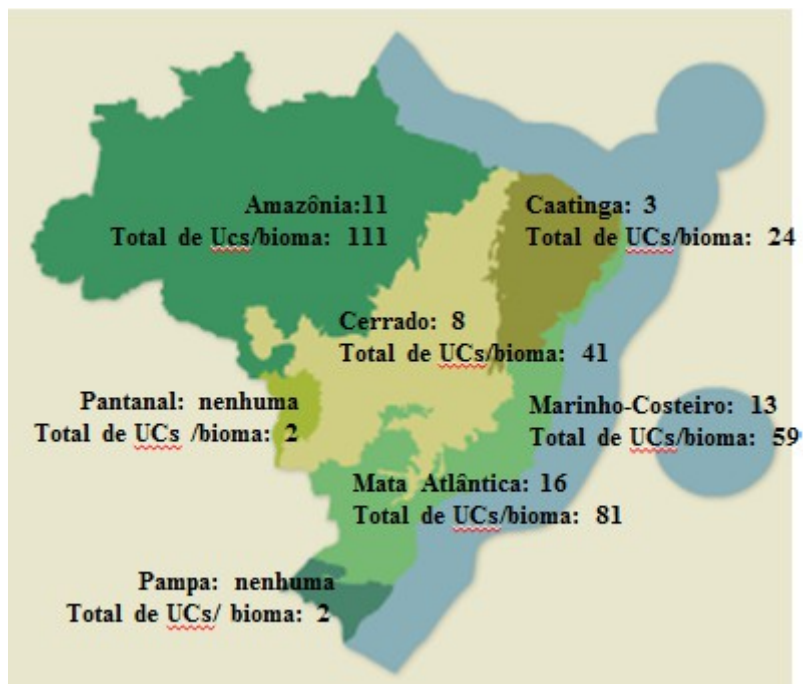 Amazônia:11
Total de Ucs/bioma: 111
Caatinga: 3
Total de UCs/bioma: 24
Cerrado: 8
Total de UCs/bioma: 41
Pantanal: nenhuma
Total de UCs /bioma: 2
Marinho-Costeiro: 13
Total de UCs/bioma: 59
Mata Atlântica: 16
Total de UCs/bioma: 81
Pampa: nenhuma
Total de UCs/ bioma: 2